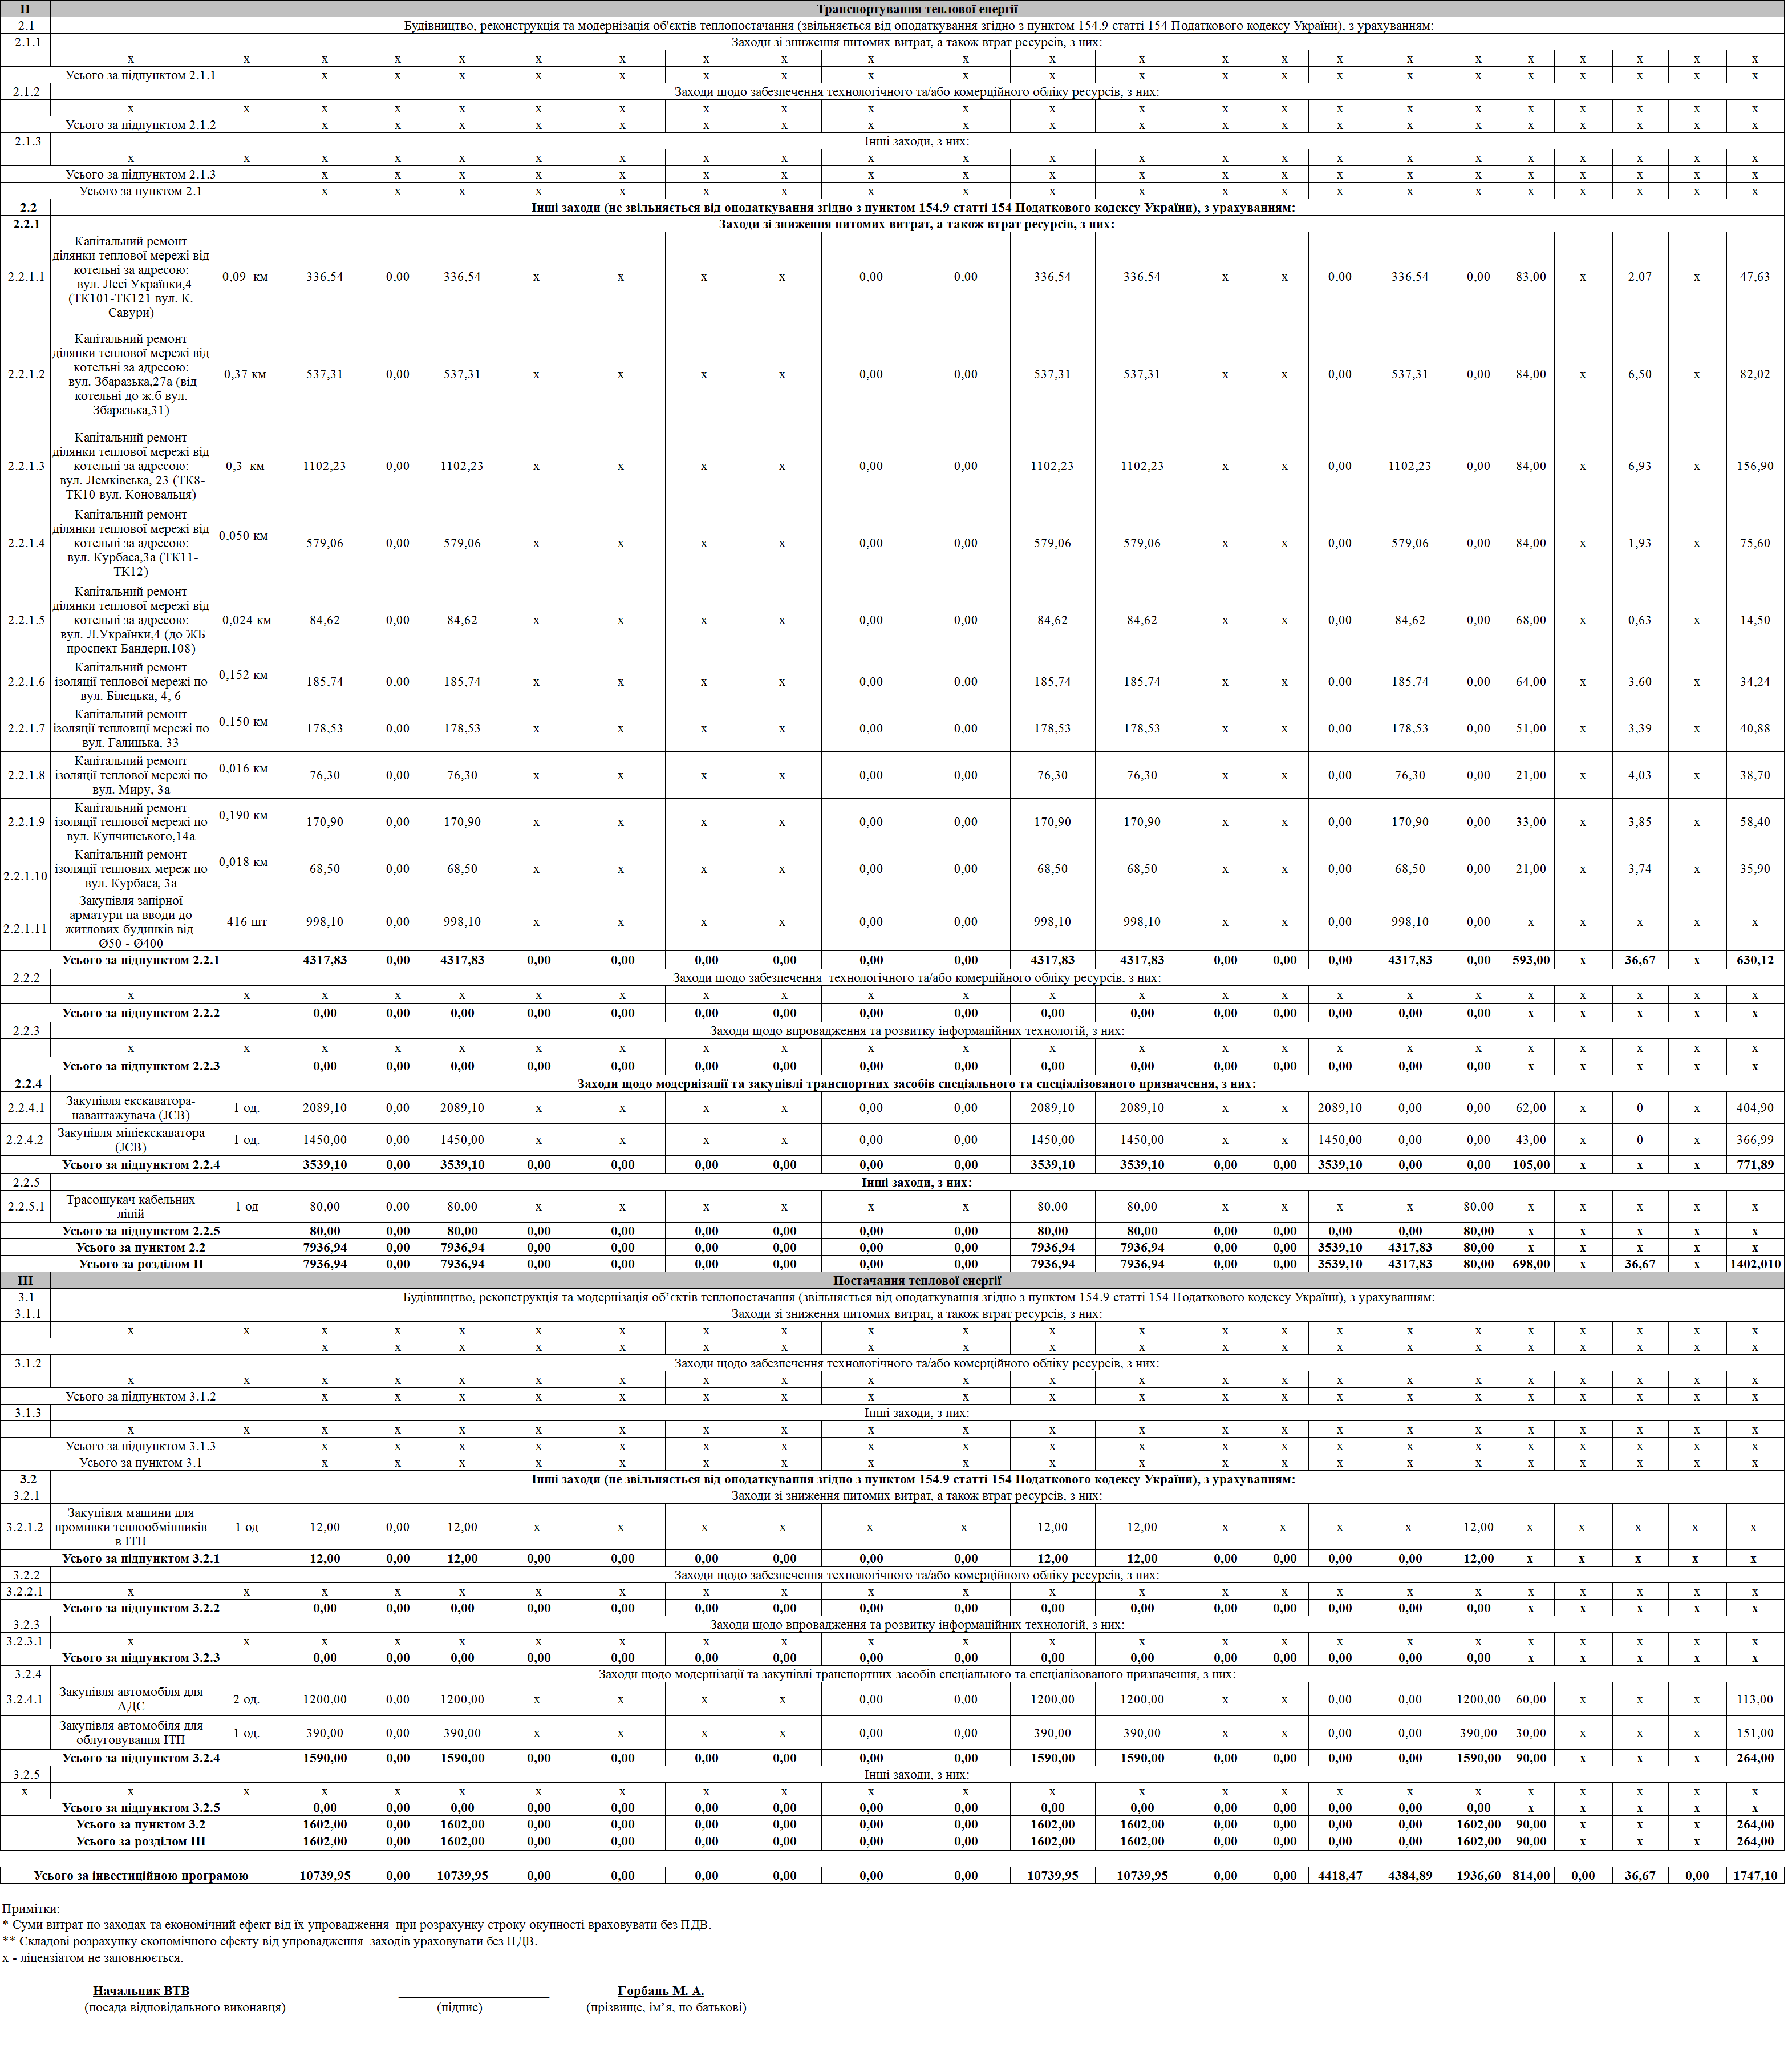 II Транспортування теплової енергії
2.1 Будівництво, реконструкція та модернізація об'єктів теплопостачання (звільняється від оподаткування згідно з пунктом 154.9 статті 154 Податкового кодексу України), з урахуванням:
2.1.1 Заходи зі зниження питомих витрат, а також втрат ресурсів, з них:
x x x x x x x x x x x x x x x x x x x x x x x
Усього за підпунктом 2.1.1 x x x x x x x x x x x x x x x x x x x x x
2.1.2 Заходи щодо забезпечення технологічного та/або комерційного обліку ресурсів, з них:
x x x x x x x x x x x x x x x x x x x x x x x
Усього за підпунктом 2.1.2 x x x x x x x x x x x x x x x x x x x x x
2.1.3 Інші заходи, з них:
x x x x x x x x x x x x x x x x x x x x x x x
Усього за підпунктом 2.1.3 x x x x x x x x x x x x x x x x x x x x x
Усього за пунктом 2.1 x x x x x x x x x x x x x x x x x x x x x
2.2 Інші заходи (не звільняється від оподаткування згідно з пунктом 154.9 статті 154 Податкового кодексу України), з урахуванням:
2.2.1 Заходи зі зниження питомих витрат, а також втрат ресурсів, з них:
2.2.1.1
Капітальний ремонт
ділянки теплової мережі від
котельні за адресою:
вул. Лесі Українки,4
(ТК101-ТК121 вул. К.
Савури)
0,09 км 336,54 0,00 336,54 x x x x 0,00 0,00 336,54 336,54 x x 0,00 336,54 0,00 83,00 x 2,07 x 47,63
2.2.1.2
Капітальний ремонт
ділянки теплової мережі від
котельні за адресою:
вул. Збаразька,27а (від
котельні до ж.б вул.
Збаразька,31)
0,37 км 537,31 0,00 537,31 x x x x 0,00 0,00 537,31 537,31 x x 0,00 537,31 0,00 84,00 x 6,50 x 82,02
2.2.1.3
Капітальний ремонт
ділянки теплової мережі від
котельні за адресою:
вул. Лемківська, 23 (ТК8-
ТК10 вул. Коновальця)
0,3 км 1102,23 0,00 1102,23 x x x x 0,00 0,00 1102,23 1102,23 x x 0,00 1102,23 0,00 84,00 x 6,93 x 156,90
2.2.1.4
Капітальний ремонт
ділянки теплової мережі від
котельні за адресою:
вул. Курбаса,3а (ТК11-
ТК12)
0,050 км 579,06 0,00 579,06 x x x x 0,00 0,00 579,06 579,06 x x 0,00 579,06 0,00 84,00 x 1,93 x 75,60
2.2.1.5
Капітальний ремонт
ділянки теплової мережі від
котельні за адресою:
вул. Л.Українки,4 (до ЖБ
проспект Бандери,108)
0,024 км 84,62 0,00 84,62 x x x x 0,00 0,00 84,62 84,62 x x 0,00 84,62 0,00 68,00 x 0,63 x 14,50
2.2.1.6
Капітальний ремонт
ізоляції теплової мережі по
вул. Білецька, 4, 6
0,152 км 185,74 0,00 185,74 x x x x 0,00 0,00 185,74 185,74 x x 0,00 185,74 0,00 64,00 x 3,60 x 34,24
2.2.1.7
Капітальний ремонт
ізоляції тепловщї мережі по
вул. Галицька, 33
0,150 км 178,53 0,00 178,53 x x x x 0,00 0,00 178,53 178,53 x x 0,00 178,53 0,00 51,00 x 3,39 x 40,88
2.2.1.8
Капітальний ремонт
ізоляції теплової мережі по
вул. Миру, 3а
0,016 км 76,30 0,00 76,30 x x x x 0,00 0,00 76,30 76,30 x x 0,00 76,30 0,00 21,00 x 4,03 x 38,70
2.2.1.9
Капітальний ремонт
ізоляції теплової мережі по
вул. Купчинського,14а
0,190 км 170,90 0,00 170,90 x x x x 0,00 0,00 170,90 170,90 x x 0,00 170,90 0,00 33,00 x 3,85 x 58,40
2.2.1.10
Капітальний ремонт
ізоляції теплових мереж по
вул. Курбаса, 3а
0,018 км 68,50 0,00 68,50 x x x x 0,00 0,00 68,50 68,50 x x 0,00 68,50 0,00 21,00 x 3,74 x 35,90
2.2.1.11
Закупівля запірної
арматури на вводи до
житлових будинків від
Ø50 - Ø400
416 шт 998,10 0,00 998,10 x x x x 0,00 0,00 998,10 998,10 x x 0,00 998,10 0,00 x x x x x
Усього за підпунктом 2.2.1 4317,83 0,00 4317,83 0,00 0,00 0,00 0,00 0,00 0,00 4317,83 4317,83 0,00 0,00 0,00 4317,83 0,00 593,00 x 36,67 x 630,12
2.2.2 Заходи щодо забезпечення технологічного та/або комерційного обліку ресурсів, з них:
x x x x x x x x x x x x x x x x x x x x x x x
Усього за підпунктом 2.2.2 0,00 0,00 0,00 0,00 0,00 0,00 0,00 0,00 0,00 0,00 0,00 0,00 0,00 0,00 0,00 0,00 x x x x x
2.2.3 Заходи щодо впровадження та розвитку інформаційних технологій, з них:
x x x x x x x x x x x x x x x x x x x x x x x
Усього за підпунктом 2.2.3 0,00 0,00 0,00 0,00 0,00 0,00 0,00 0,00 0,00 0,00 0,00 0,00 0,00 0,00 0,00 0,00 x x x x x
2.2.4 Заходи щодо модернізації та закупівлі транспортних засобів спеціального та спеціалізованого призначення, з них:
2.2.4.1
Закупівля екскаватора-
навантажувача (JCB)
1 од. 2089,10 0,00 2089,10 x x x x 0,00 0,00 2089,10 2089,10 x x 2089,10 0,00 0,00 62,00 x 0 x 404,90
2.2.4.2
Закупівля мініекскаватора
(JCB)
1 од. 1450,00 0,00 1450,00 x x x x 0,00 0,00 1450,00 1450,00 x x 1450,00 0,00 0,00 43,00 x 0 x 366,99
Усього за підпунктом 2.2.4 3539,10 0,00 3539,10 0,00 0,00 0,00 0,00 0,00 0,00 3539,10 3539,10 0,00 0,00 3539,10 0,00 0,00 105,00 x x x 771,89
2.2.5 Інші заходи, з них:
2.2.5.1
Трасошукач кабельних
ліній
1 од 80,00 0,00 80,00 x x x x x x 80,00 80,00 x x x x 80,00 x x x x x
Усього за підпунктом 2.2.5 80,00 0,00 80,00 0,00 0,00 0,00 0,00 0,00 0,00 80,00 80,00 0,00 0,00 0,00 0,00 80,00 x x x x x
Усього за пунктом 2.2 7936,94 0,00 7936,94 0,00 0,00 0,00 0,00 0,00 0,00 7936,94 7936,94 0,00 0,00 3539,10 4317,83 80,00 x x x x x
Усього за розділом II 7936,94 0,00 7936,94 0,00 0,00 0,00 0,00 0,00 0,00 7936,94 7936,94 0,00 0,00 3539,10 4317,83 80,00 698,00 x 36,67 x 1402,010
III Постачання теплової енергії
3.1 Будівництво, реконструкція та модернізація об’єктів теплопостачання (звільняється від оподаткування згідно з пунктом 154.9 статті 154 Податкового кодексу України), з урахуванням:
3.1.1 Заходи зі зниження питомих витрат, а також втрат ресурсів, з них:
x x x x x x x x x x x x x x x x x x x x x x x
x x x x x x x x x x x x x x x x x x x x x
3.1.2 Заходи щодо забезпечення технологічного та/або комерційного обліку ресурсів, з них:
x x x x x x x x x x x x x x x x x x x x x x x
Усього за підпунктом 3.1.2 x x x x x x x x x x x x x x x x x x x x x
3.1.3 Інші заходи, з них:
x x x x x x x x x x x x x x x x x x x x x x x
Усього за підпунктом 3.1.3 x x x x x x x x x x x x x x x x x x x x x
Усього за пунктом 3.1 x x x x x x x x x x x x x x x x x x x x x
3.2 Інші заходи (не звільняється від оподаткування згідно з пунктом 154.9 статті 154 Податкового кодексу України), з урахуванням:
3.2.1 Заходи зі зниження питомих витрат, а також втрат ресурсів, з них:
3.2.1.2
Закупівля машини для
промивки теплообмінників
в ІТП
1 од 12,00 0,00 12,00 x x x x x x 12,00 12,00 x x x x 12,00 x x x x x
Усього за підпунктом 3.2.1 12,00 0,00 12,00 0,00 0,00 0,00 0,00 0,00 0,00 12,00 12,00 0,00 0,00 0,00 0,00 12,00 x x x x x
3.2.2 Заходи щодо забезпечення технологічного та/або комерційного обліку ресурсів, з них:
3.2.2.1 x x x x x x x x x x x x x x x x x x x x x x x
Усього за підпунктом 3.2.2 0,00 0,00 0,00 0,00 0,00 0,00 0,00 0,00 0,00 0,00 0,00 0,00 0,00 0,00 0,00 0,00 x x x x x
3.2.3 Заходи щодо впровадження та розвитку інформаційних технологій, з них:
3.2.3.1 x x x x x x x x x x x x x x x x x x x x x x x
Усього за підпунктом 3.2.3 0,00 0,00 0,00 0,00 0,00 0,00 0,00 0,00 0,00 0,00 0,00 0,00 0,00 0,00 0,00 0,00 x x x x x
3.2.4 Заходи щодо модернізації та закупівлі транспортних засобів спеціального та спеціалізованого призначення, з них:
3.2.4.1
Закупівля автомобіля для
АДС
2 од. 1200,00 0,00 1200,00 x x x x 0,00 0,00 1200,00 1200,00 x x 0,00 0,00 1200,00 60,00 x x x 113,00
Закупівля автомобіля для
облуговування ІТП
1 од. 390,00 0,00 390,00 x x x x 0,00 0,00 390,00 390,00 x x 0,00 0,00 390,00 30,00 x x x 151,00
Усього за підпунктом 3.2.4 1590,00 0,00 1590,00 0,00 0,00 0,00 0,00 0,00 0,00 1590,00 1590,00 0,00 0,00 0,00 0,00 1590,00 90,00 x x x 264,00
3.2.5 Інші заходи, з них:
x x x x x x x x x x x x x x x x x x x x x x x x
Усього за підпунктом 3.2.5 0,00 0,00 0,00 0,00 0,00 0,00 0,00 0,00 0,00 0,00 0,00 0,00 0,00 0,00 0,00 0,00 x x x x x
Усього за пунктом 3.2 1602,00 0,00 1602,00 0,00 0,00 0,00 0,00 0,00 0,00 1602,00 1602,00 0,00 0,00 0,00 0,00 1602,00 90,00 x x x 264,00
Усього за розділом III 1602,00 0,00 1602,00 0,00 0,00 0,00 0,00 0,00 0,00 1602,00 1602,00 0,00 0,00 0,00 0,00 1602,00 90,00 x x x 264,00
Усього за інвестиційною програмою 10739,95 0,00 10739,95 0,00 0,00 0,00 0,00 0,00 0,00 10739,95 10739,95 0,00 0,00 4418,47 4384,89 1936,60 814,00 0,00 36,67 0,00 1747,10
Примітки:
* Суми витрат по заходах та економічний ефект від їх упровадження при розрахунку строку окупності враховувати без ПДВ.
** Складові розрахунку економічного ефекту від упровадження заходів ураховувати без ПДВ.
x - ліцензіатом не заповнюється.
Начальник ВТВ Горбань М. А.
(посада відповідального виконавця) (підпис) (прізвище, ім’я, по батькові)